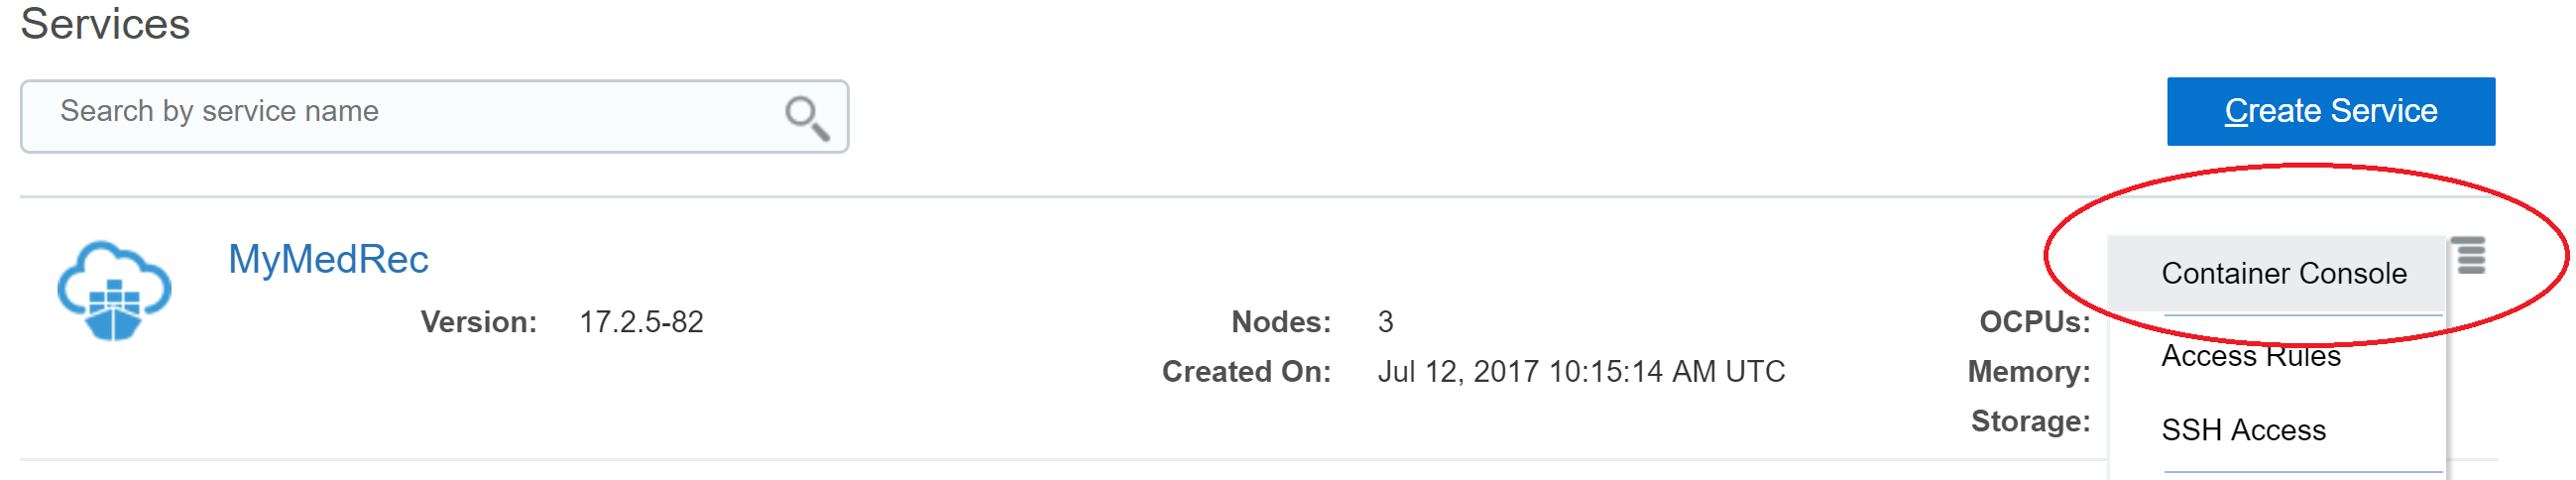 Services
Search by service name
Create Service
MyMedRec
Container Console
Version: 17.2.5-82 Nodes: 3 OCPUs:
Access Rules
Created On: Jul 12, 2017 10:15:14 AM UTC Memory:
Storage:
SSH Access